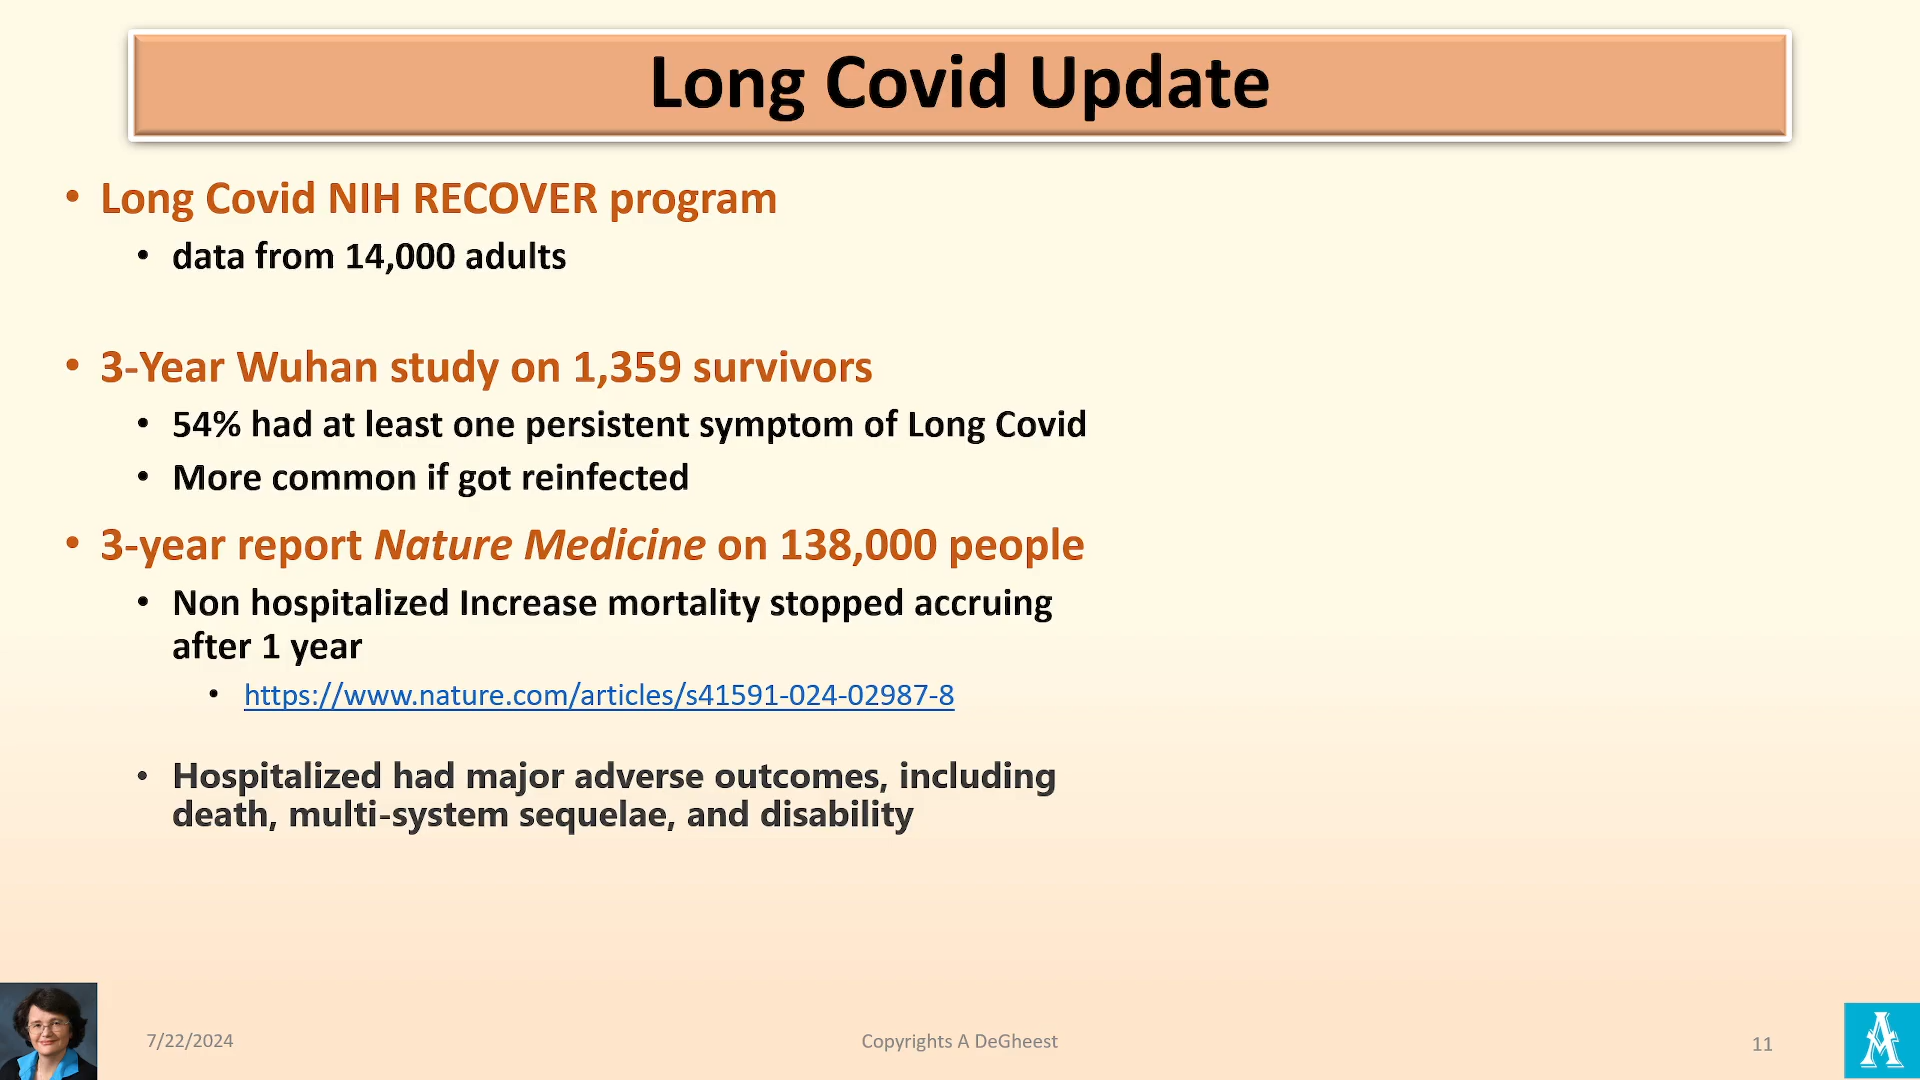 Long Covid Update
• Long Covid NIH RECOVER program
• data from 14,000 adults
• 3-Year Wuhan study on 1,359 survivors
• 54% had at least one persistent symptom of Long Covid
• More common if got reinfected
• 3-year report Nature Medicine on 138,000 people
• Non hospitalized Increase mortality stopped accruing
after 1 year
• https://www.nature.com/articles/s41591-024-02987-8
• Hospitalized had major adverse outcomes, including
death, multi-system sequelae, and disability
7/22/2024
Copyrights A DeGheest
11
A